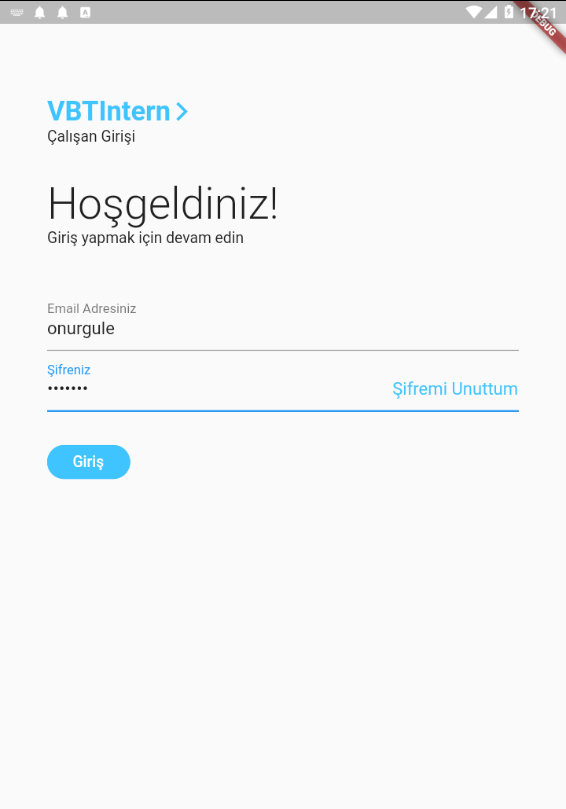 17:21
DEBUG
VBTIntern >
Çalışan Girişi
Hoşgeldiniz!
Giriş yapmak için devam edin
Email Adresiniz
onurgule
Şifreniz
•••••••
Şifremi Unuttum
Giriş